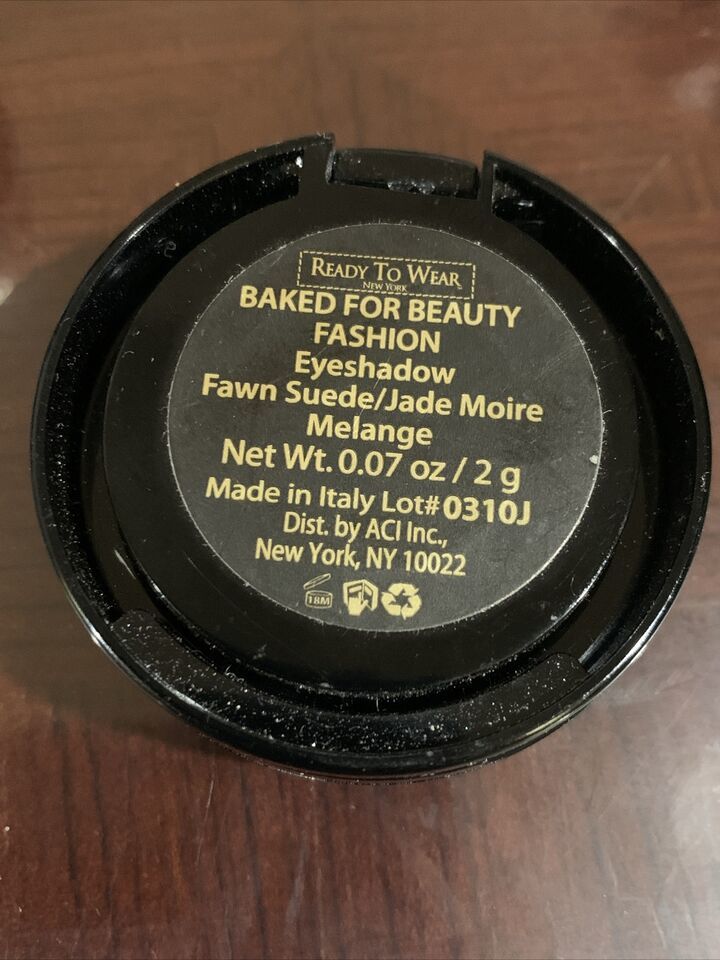 READY TO WEAR
NEW YORK
BAKED FOR BEAUTY
FASHION
Eyeshadow
Fawn Suede/Jade Moire
Melange
Net Wt. 0.07 oz / 2 g
Made in Italy Lot# 0310J
Dist. by ACI Inc.,
New York, NY 10022
18M